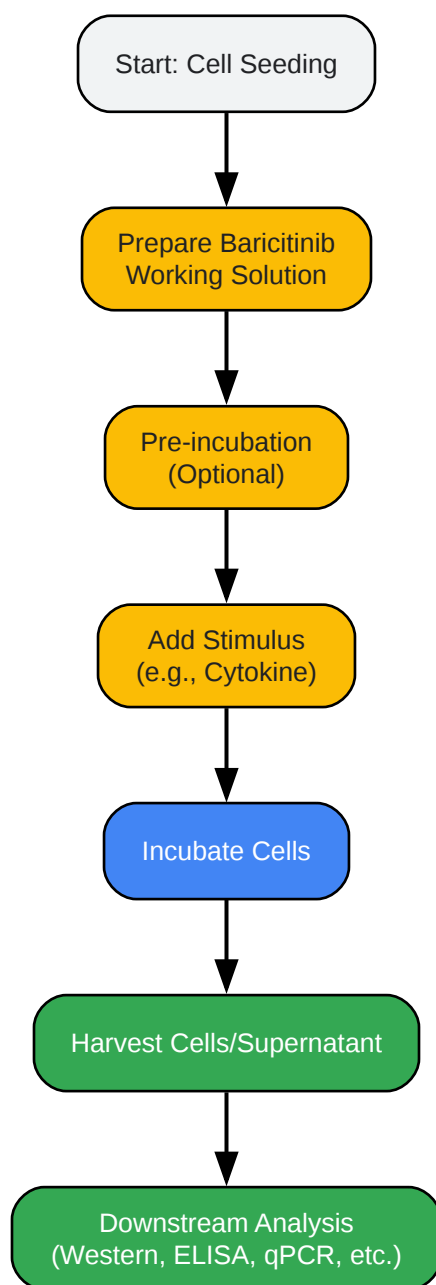 Start: Cell Seeding
Prepare Baricitinib
Working Solution
Pre-incubation
(Optional)
Add Stimulus
(e.g., Cytokine)
Incubate Cells
Harvest Cells/Supernatant
Downstream Analysis
(Western, ELISA, qPCR, etc.)